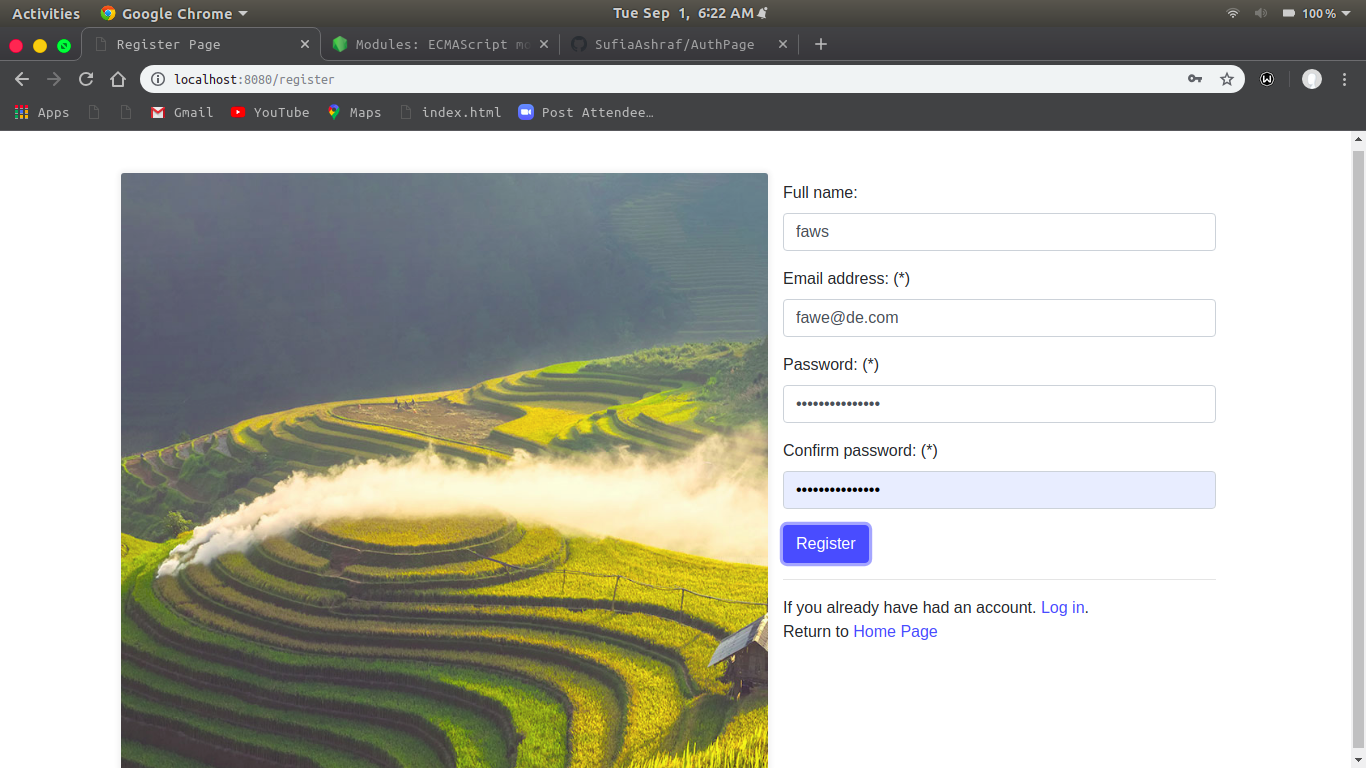 Activities Google Chrome Tue Sep 1, 6:22 AM 100 %
Register Page Modules: ECMAScript SufiaAshraf/AuthPage
localhost:8080/register
Apps Gmail YouTube Maps index.html Post Attendee…
Full name:
faws
Email address: (*)
fawe@de.com
Password: (*)
•••••••••••••••
Confirm password: (*)
•••••••••••••••
Register
If you already have had an account. Log in.
Return to Home Page